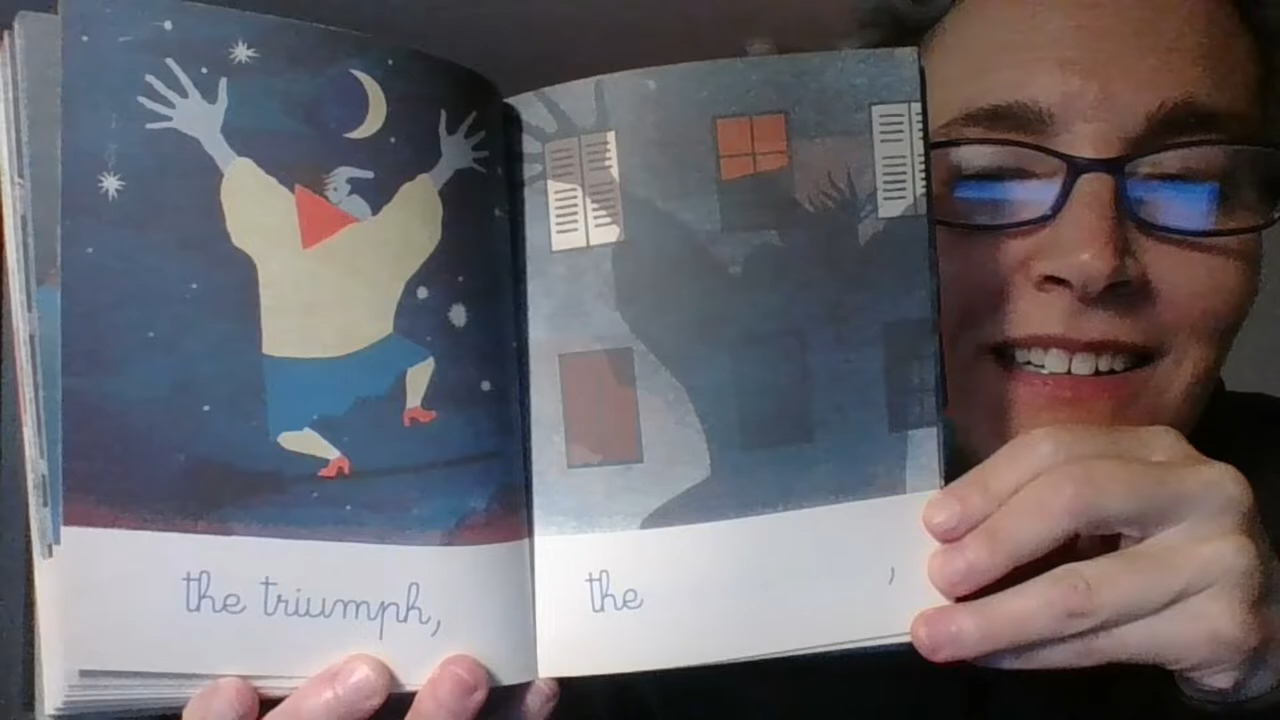 the triumph,
the ,